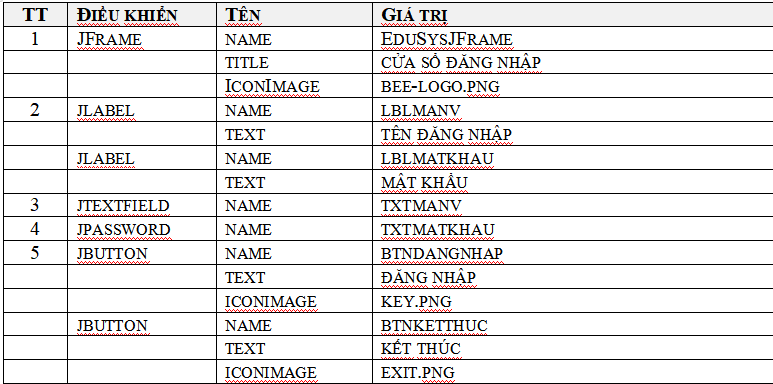 TT ĐIỀU KHIỂN TÊN GIÁ TRỊ
1 JFRAME NAME EDUSYSJFRAME
TITLE CỬA SỔ ĐĂNG NHẬP
ICONIMAGE BEE-LOGO.PNG
2 JLABEL NAME LBLMANV
TEXT TÊN ĐĂNG NHẬP
JLABEL NAME LBLMATKHAU
TEXT MẬT KHẨU
3 JTEXTFIELD NAME TXTMANV
4 JPASSWORD NAME TXTMATKHAU
5 JBUTTON NAME BTNDANGNHAP
TEXT ĐĂNG NHẬP
ICONIMAGE KEY.PNG
JBUTTON NAME BTNKETTHUC
TEXT KẾT THÚC
ICONIMAGE EXIT.PNG